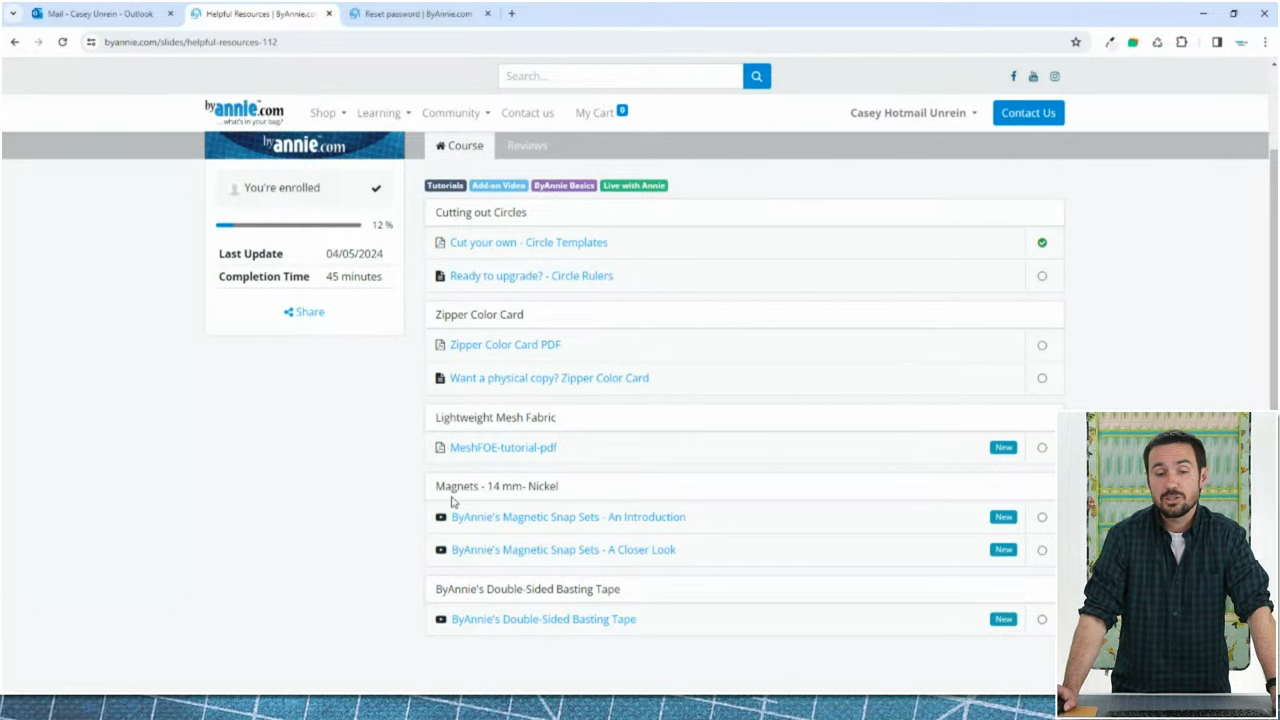 Mail - Casey Unrein - Outlook
Helpful Resources | ByAnnie.co
Reset password | ByAnnie.com
byannie.com/slides/helpful-resources-112
Search...
byannie.com
...what's in your bag?
Shop
Learning
Community
Contact us
My Cart 0
Casey Hotmail Unrein
Contact Us
byannie.com
Course
Reviews
You're enrolled
12 %
Last Update 04/05/2024
Completion Time 45 minutes
Share
Tutorials Add-on Video ByAnnie Basics Live with Annie
Cutting out Circles
Cut your own - Circle Templates
Ready to upgrade? - Circle Rulers
Zipper Color Card
Zipper Color Card PDF
Want a physical copy? Zipper Color Card
Lightweight Mesh Fabric
MeshFOE-tutorial-pdf New
Magnets - 14 mm- Nickel
ByAnnie's Magnetic Snap Sets - An Introduction New
ByAnnie's Magnetic Snap Sets - A Closer Look New
ByAnnie's Double-Sided Basting Tape
ByAnnie's Double-Sided Basting Tape New